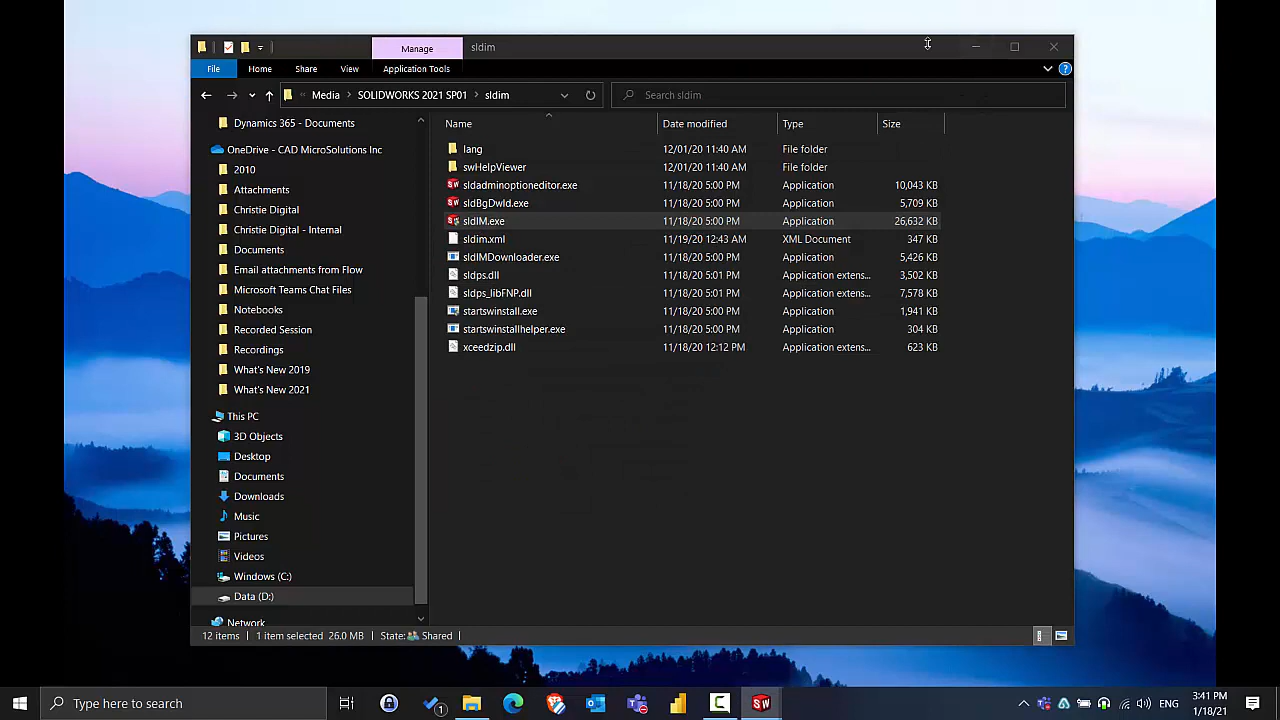 Manage
sldim
File
Home
Share
View
Application Tools
Media
SOLIDWORKS 2021 SP01
sldim
Search sldim
Name
Date modified
Type
Size
Dynamics 365 - Documents
OneDrive - CAD MicroSolutions Inc
2010
Attachments
Christie Digital
Christie Digital - Internal
Documents
Email attachments from Flow
Microsoft Teams Chat Files
Notebooks
Recorded Session
Recordings
What's New 2019
What's New 2021
This PC
3D Objects
Desktop
Documents
Downloads
Music
Pictures
Videos
Windows (C:)
Data (D:)
Network
lang 12/01/20 11:40 AM File folder
swHelpViewer 12/01/20 11:40 AM File folder
sldadminoptioneditor.exe 11/18/20 5:00 PM Application 10,043 KB
sldBgDwld.exe 11/18/20 5:00 PM Application 5,709 KB
sldIM.exe 11/18/20 5:00 PM Application 26,632 KB
sldim.xml 11/19/20 12:43 AM XML Document 347 KB
sldIMDownloader.exe 11/18/20 5:00 PM Application 5,426 KB
sldps.dll 11/18/20 5:01 PM Application extens... 3,502 KB
sldps_libFNP.dll 11/18/20 5:01 PM Application extens... 7,578 KB
startswinstall.exe 11/18/20 5:00 PM Application 1,941 KB
startswinstallhelper.exe 11/18/20 5:00 PM Application 304 KB
xceedzip.dll 11/18/20 12:12 PM Application extens... 623 KB
12 items
1 item selected 26.0 MB
State: Shared
Type here to search
1
SW
ENG
3:41 PM
1/18/21